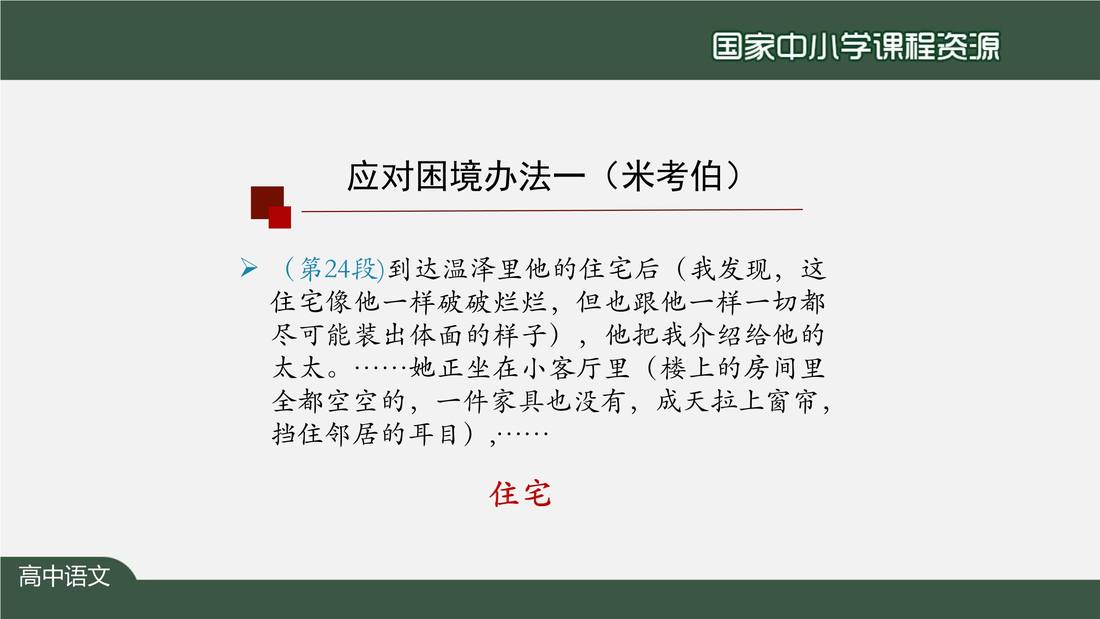 国家中小学课程资源
应对困境办法一（米考伯）
（第24段)到达温泽里他的住宅后（我发现，这
住宅像他一样破破烂烂，但也跟他一样一切都
尽可能装出体面的样子），他把我介绍给他的
太太。……她正坐在小客厅里（楼上的房间里
全都空空的，一件家具也没有，成天拉上窗帘，
挡住邻居的耳目）,……
住宅
高中语文